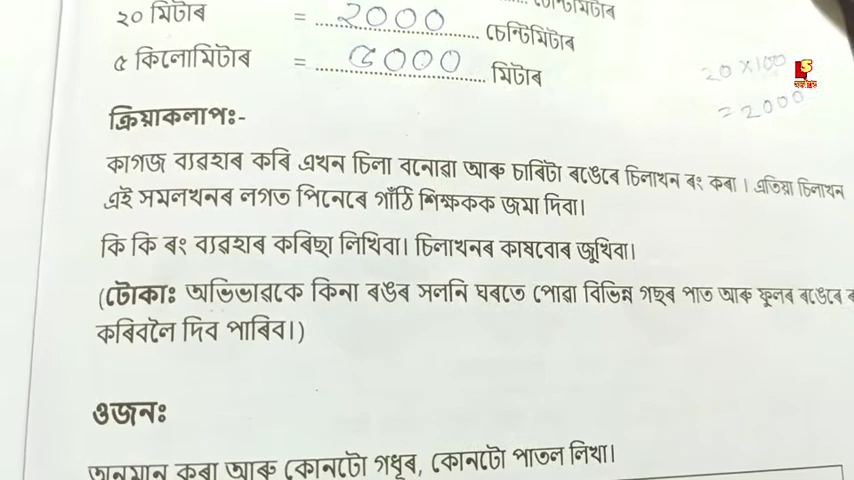 চেন্টিমিটাৰ
২০ মিটাৰ = 2000 চেন্টিমিটাৰ
৫ কিলোমিটাৰ = 5000 মিটাৰ
20 × 100
= 2000
LS
ক্ৰিয়াকলাপঃ-
কাগজ ব্যৱহাৰ কৰি এখন চিলা বনোৱা আৰু চাৰিটা ৰঙেৰে চিলাখন ৰং কৰা। এতিয়া চিলাখন
এই সমলখনৰ লগত পিনেৰে গাঁঠি শিক্ষকক জমা দিবা।
কি কি ৰং ব্যৱহাৰ কৰিছা লিখিবা। চিলাখনৰ কাষবোৰ জুখিবা।
(টোকাঃ অভিভাৱকে কিনা ৰঙৰ সলনি ঘৰতে পোৱা বিভিন্ন গছৰ পাত আৰু ফুলৰ ৰঙেৰে
কৰিবলৈ দিব পাৰিব।)
ওজনঃ
অনুমান কৰা আৰু কোনটো গধুৰ, কোনটো পাতল লিখা।